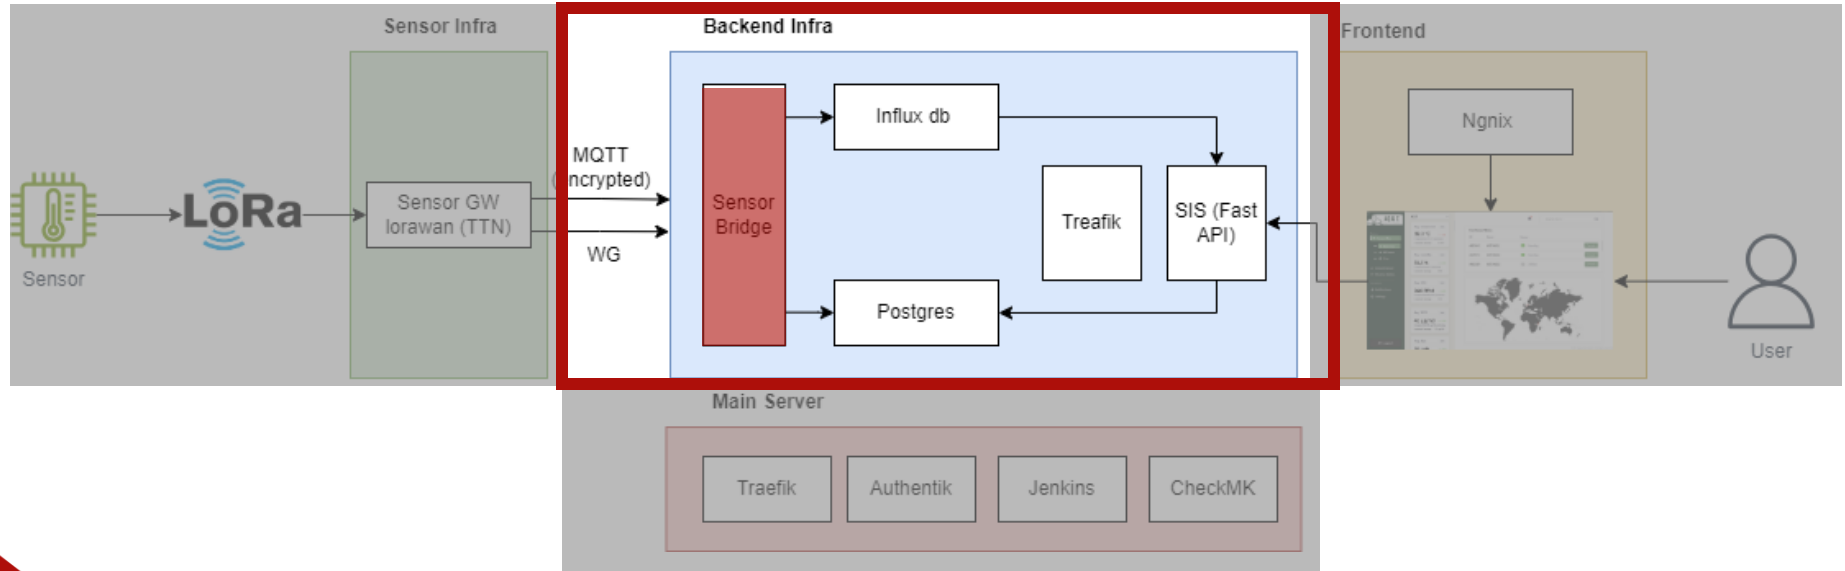 Sensor Infra
Backend Infra
Frontend
Influx db
Ngnix
MQTT
(encrypted)
Sensor GW
lorawan (TTN)
LoRa
Sensor
Bridge
Treafik
SIS (Fast
API)
WG
Sensor
Postgres
User
Main Server
Traefik
Authentik
Jenkins
CheckMK